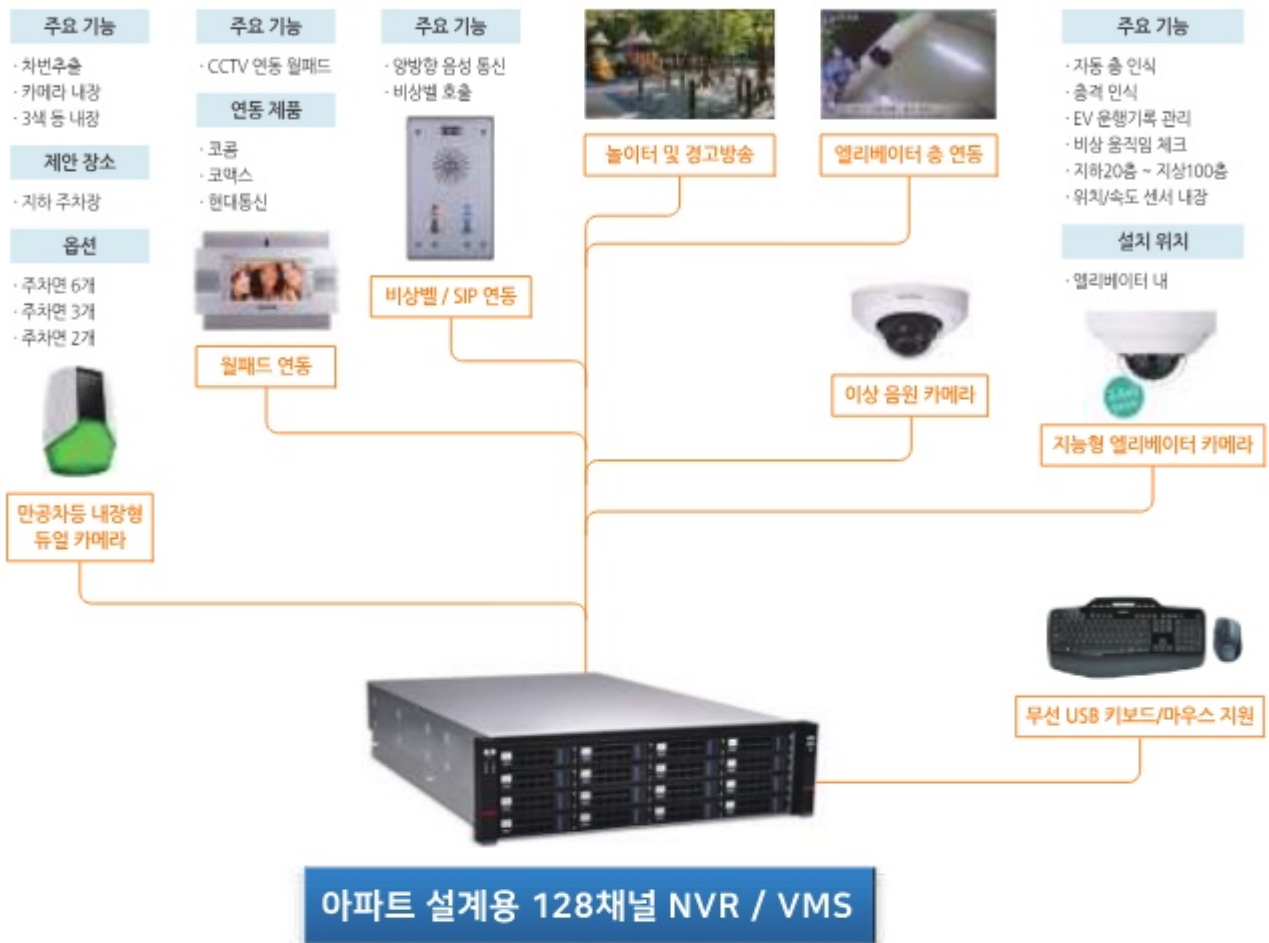 주요 기능
· 차번추출
· 카메라 내장
· 3색 등 내장
제안 장소
· 지하 주차장
옵션
· 주차면 6개
· 주차면 3개
· 주차면 2개
만공차등 내장형
듀얼 카메라
주요 기능
· CCTV 연동 월패드
연동 제품
· 코콤
· 코맥스
· 현대통신
월패드 연동
주요 기능
· 양방향 음성 통신
· 비상벨 호출
비상벨 / SIP 연동
놀이터 및 경고방송
엘리베이터 층 연동
이상 음원 카메라
주요 기능
· 자동 층 인식
· 충격 인식
· EV 운행기록 관리
· 비상 움직임 체크
· 지하20층 ~ 지상100층
· 위치/속도 센서 내장
설치 위치
· 엘리베이터 내
지능형 엘리베이터 카메라
무선 USB 키보드/마우스 지원
아파트 설계용 128채널 NVR / VMS